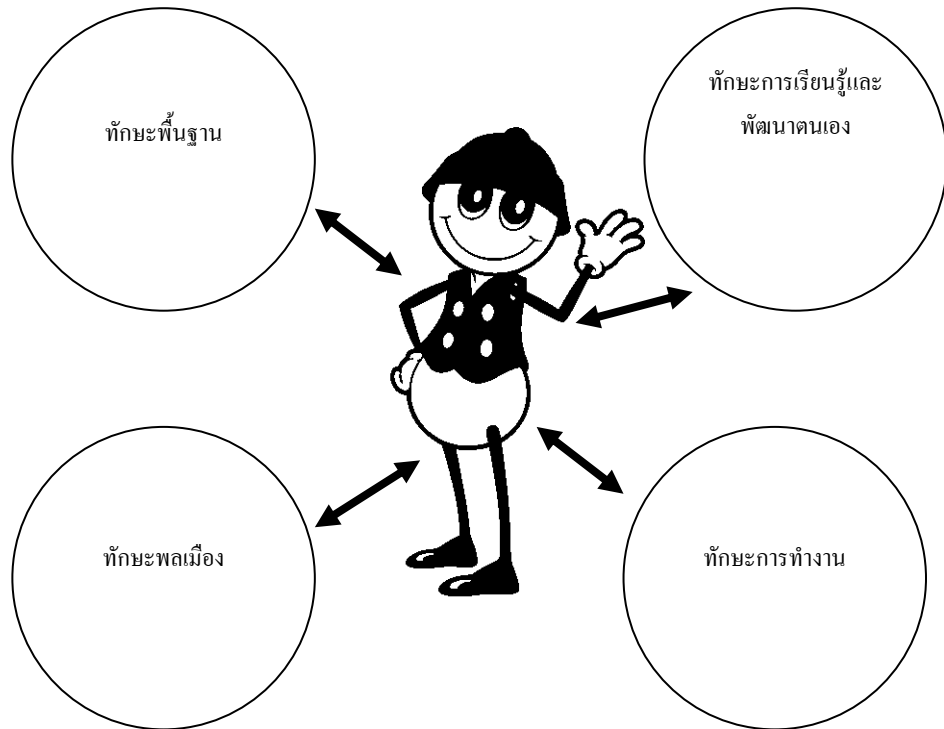 ทักษะพื้นฐาน
ทักษะการเรียนรู้และ
พัฒนาตนเอง
ทักษะพลเมือง
ทักษะการทำงาน